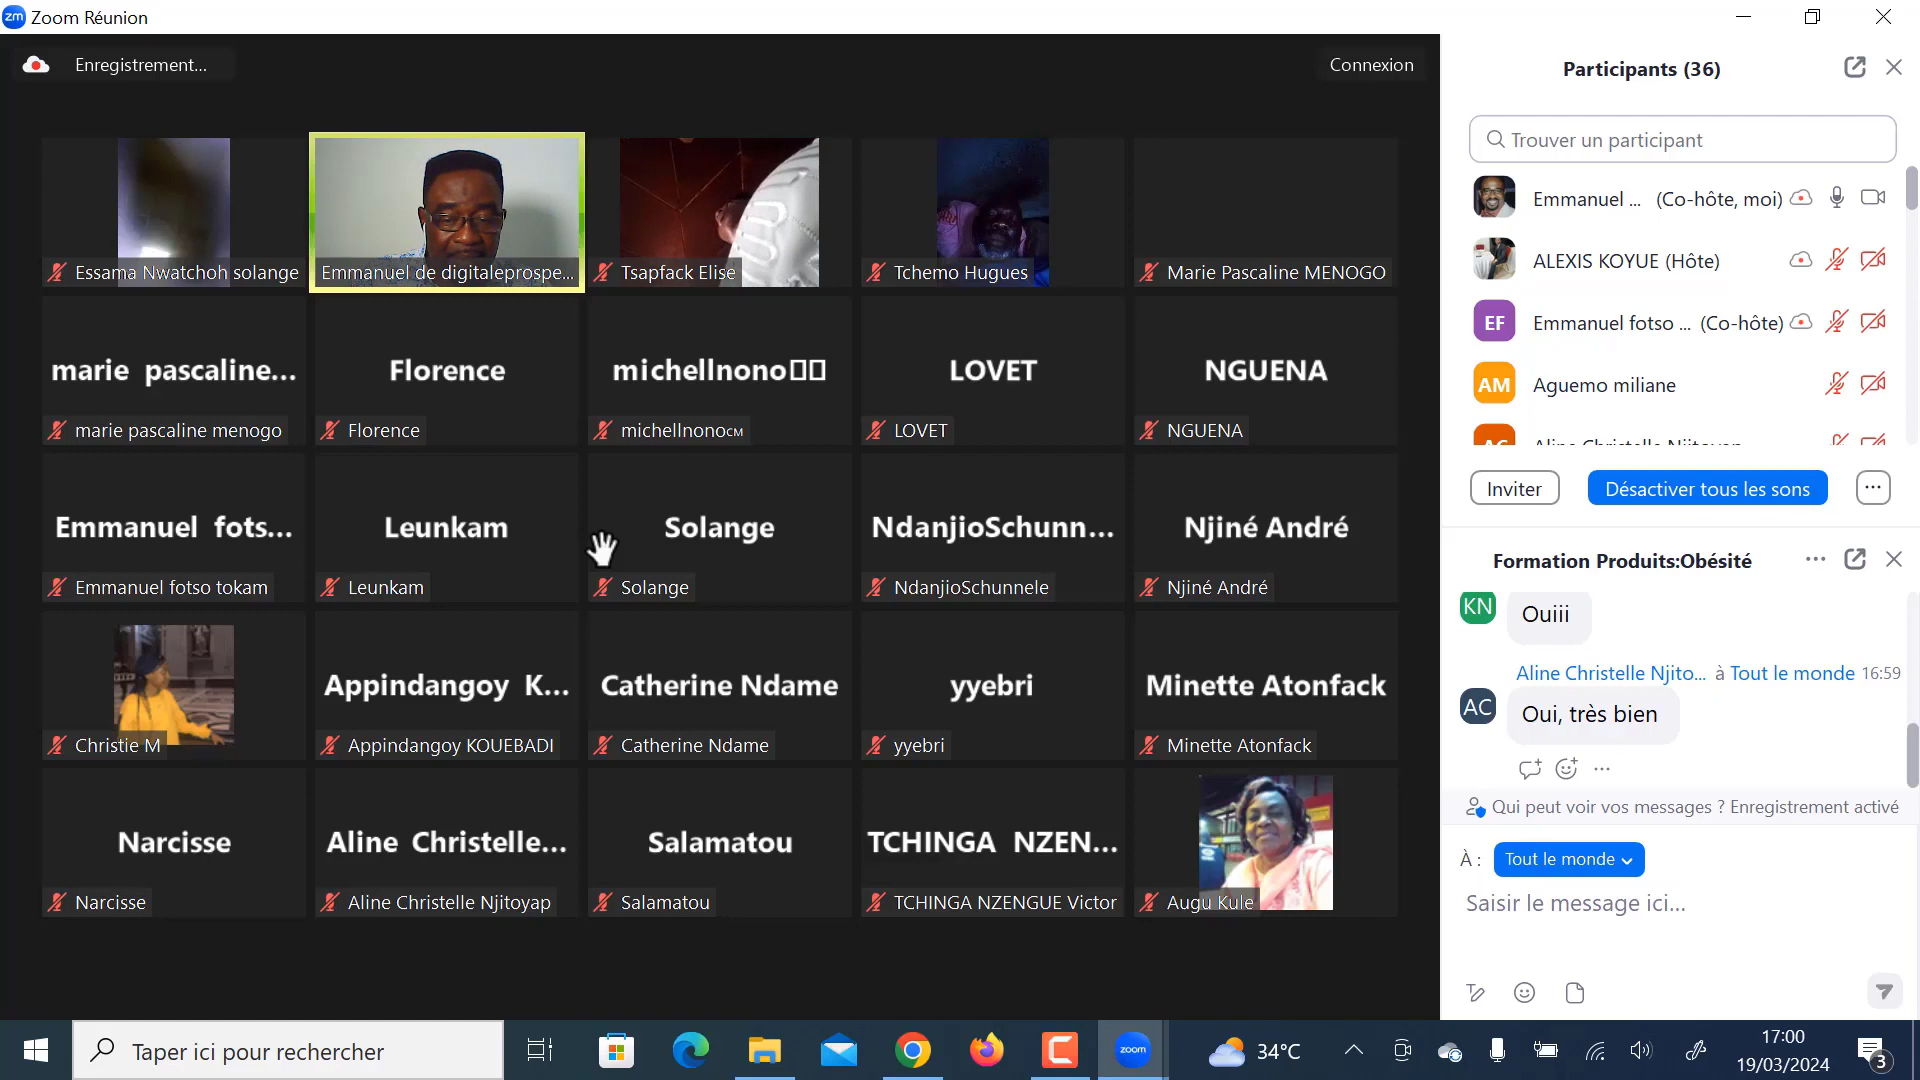 Zoom Réunion
Enregistrement...
Connexion
Essama Nwatchoh solange
Emmanuel de digitaleprospe...
Tsapfack Elise
Tchemo Hugues
Marie Pascaline MENOGO
marie pascaline...
marie pascaline menogo
Florence
Florence
michellnono
michellnono
LOVET
LOVET
NGUENA
NGUENA
Emmanuel fots...
Emmanuel fotso tokam
Leunkam
Leunkam
Solange
Solange
NdanjioSchunn...
NdanjioSchunnele
Njiné André
Njiné André
Christie M
Appindangoy K...
Appindangoy KOUEBADI
Catherine Ndame
Catherine Ndame
yyebri
yyebri
Minette Atonfack
Minette Atonfack
Narcisse
Narcisse
Aline Christelle...
Aline Christelle Njitoyap
Salamatou
Salamatou
TCHINGA NZEN...
TCHINGA NZENGUE Victor
Augu Kule
Participants (36)
Trouver un participant
Emmanuel ... (Co-hôte, moi)
ALEXIS KOYUE (Hôte)
EF Emmanuel fotso ... (Co-hôte)
AM Aguemo miliane
AC Aline Christelle Njitoyap
Inviter
Désactiver tous les sons
Formation Produits:Obésité
KN Ouiii
Aline Christelle Njito... à Tout le monde 16:59
AC Oui, très bien
Qui peut voir vos messages ? Enregistrement activé
À : Tout le monde
Saisir le message ici...
Taper ici pour rechercher
zoom
34°C
17:00
19/03/2024
3